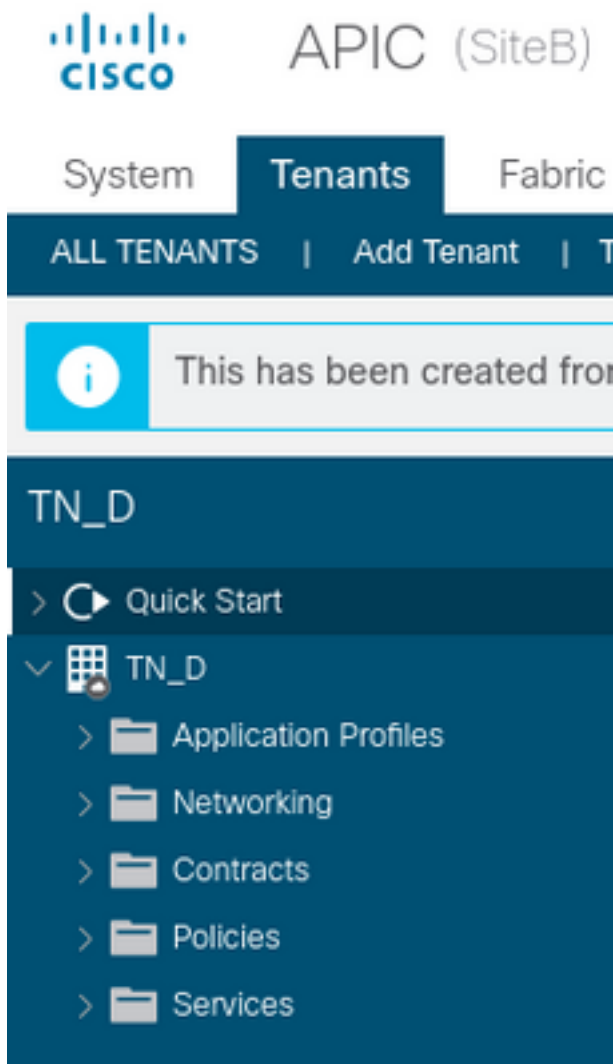 CISCO APIC (SiteB)
System Tenants Fabric
ALL TENANTS | Add Tenant | T
This has been created from
TN_D
Quick Start
TN_D
Application Profiles
Networking
Contracts
Policies
Services